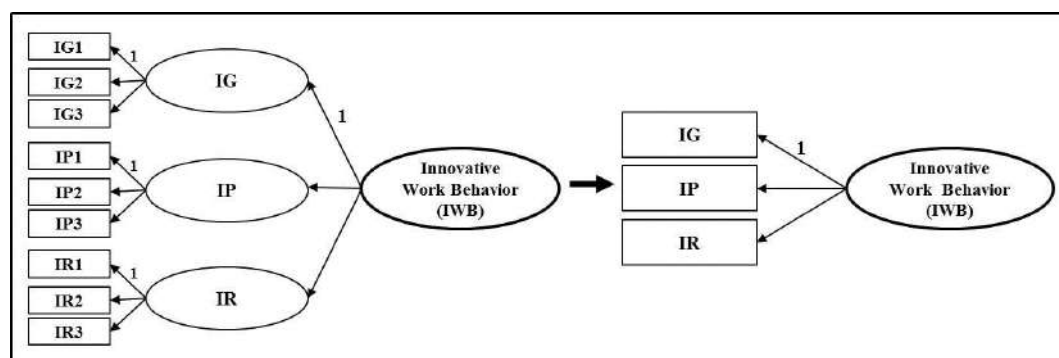 IG1
1
IG2
IG3
IG
IP1
1
IP2
IP3
IP
IR1
1
IR2
IR3
IR
1
Innovative
Work Behavior
(IWB)
IG
IP
IR
1
Innovative
Work Behavior
(IWB)